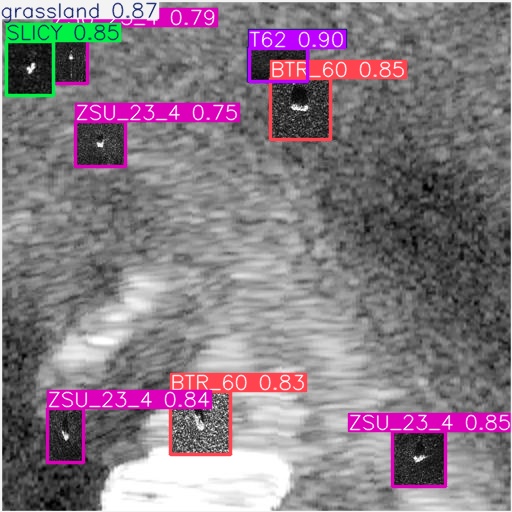 grassland 0.87
ZSU_23_4 0.79
SLICY 0.85
T62 0.90
BTR_60 0.85
ZSU_23_4 0.75
BTR_60 0.83
ZSU_23_4 0.84
ZSU_23_4 0.85